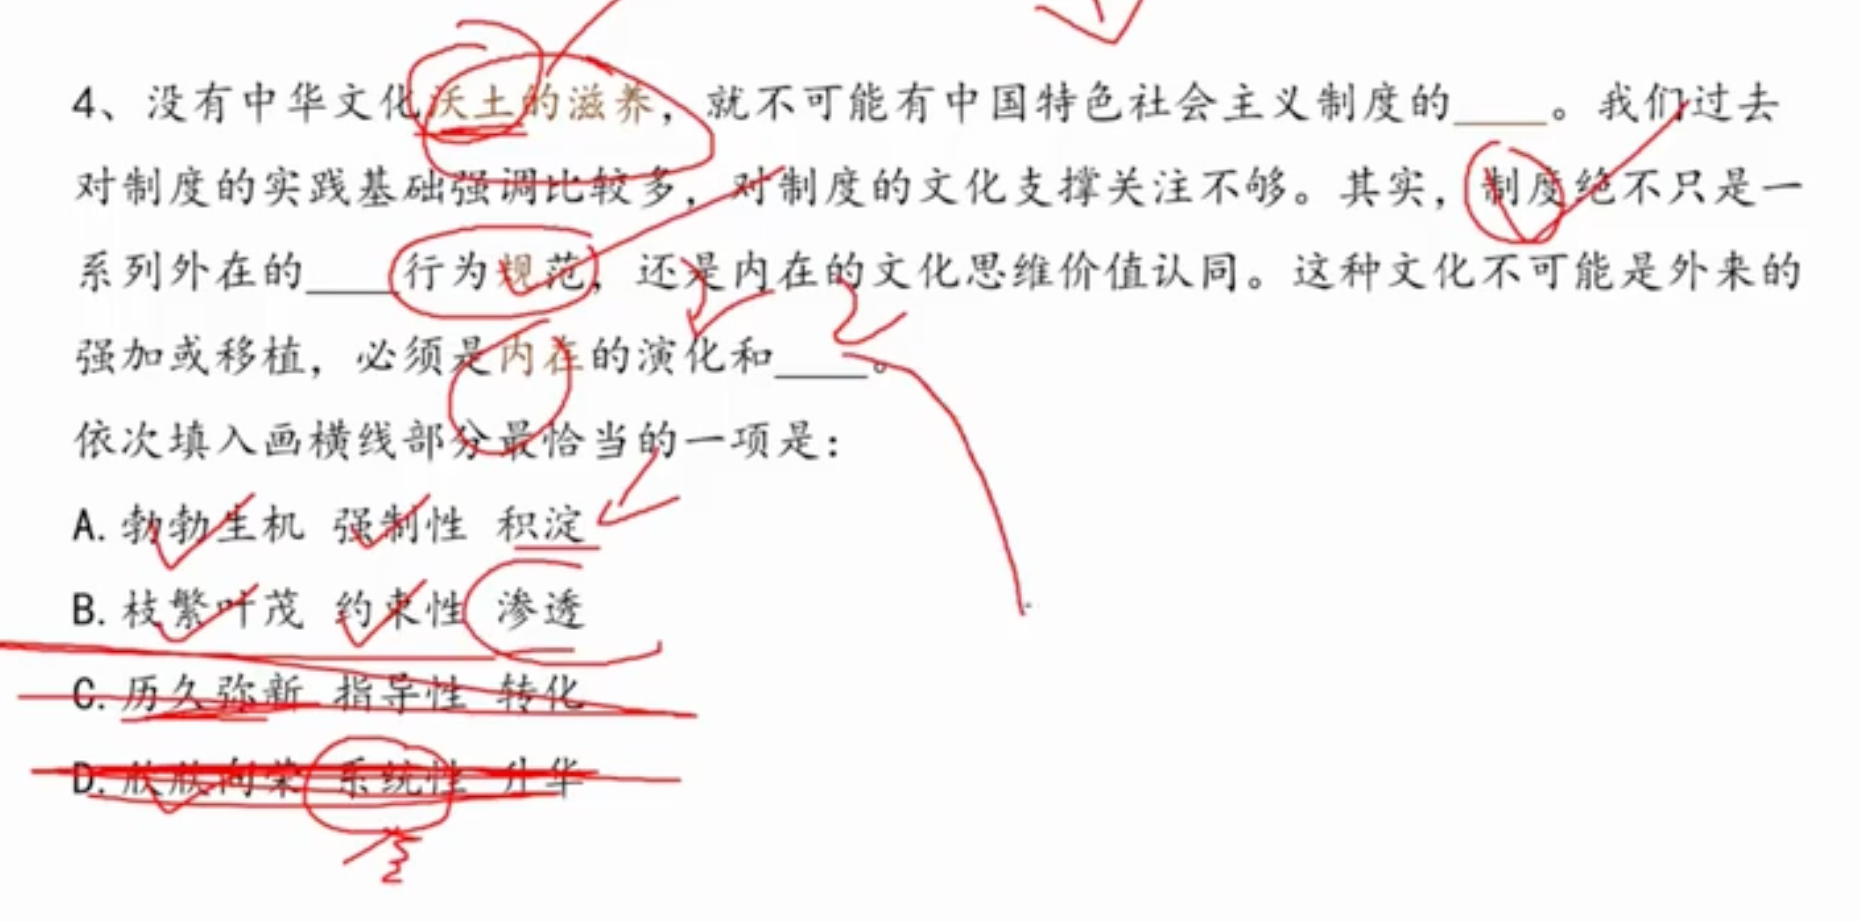 4、没有中华文化沃土的滋养，就不可能有中国特色社会主义制度的____。我们过去
对制度的实践基础强调比较多，对制度的文化支撑关注不够。其实，制度绝不只是一
系列外在的____行为规范，还是内在的文化思维价值认同。这种文化不可能是外来的
强加或移植，必须是内在的演化和____。
依次填入画横线部分最恰当的一项是：
A. 勃勃生机 强制性 积淀
B. 枝繁叶茂 约束性 渗透
C. 历久弥新 指导性 转化
D. 欣欣向荣 系统性 升华